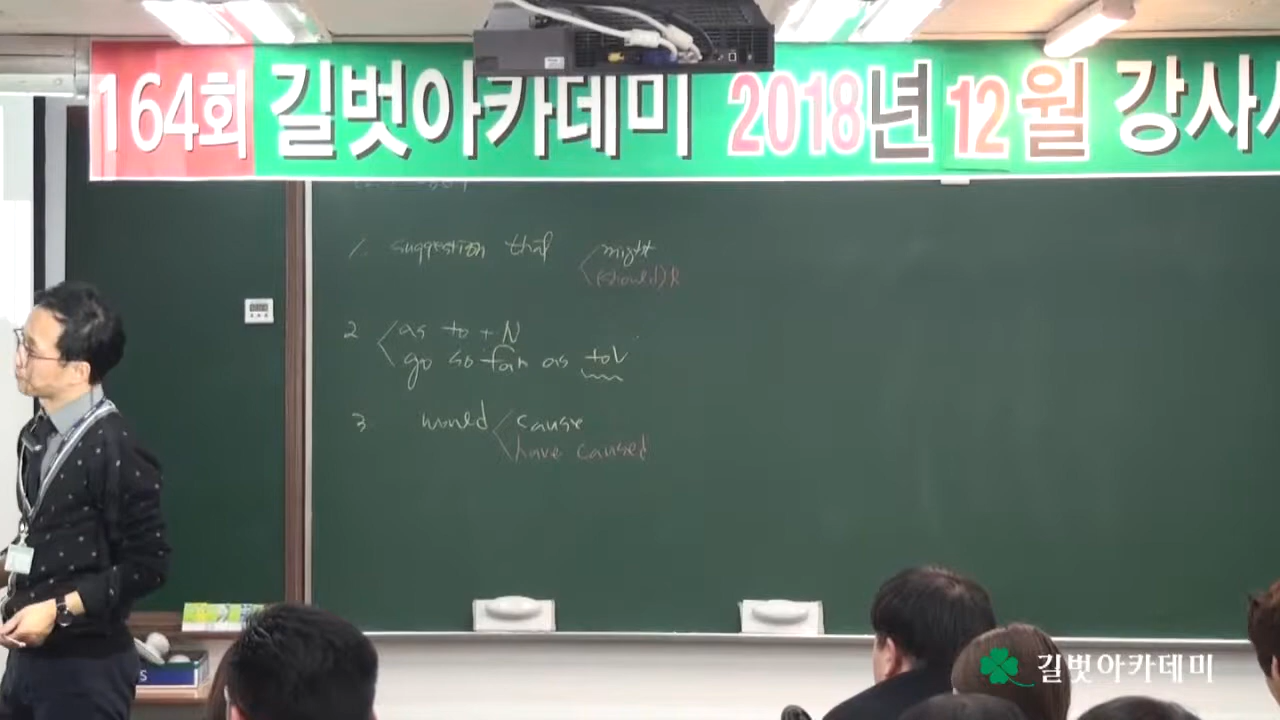 164회 길벗아카데미 2018년 12월 강사
1. suggestion that might
(should) R
2 as to + N
go so far as to V
3. would cause
have caused
길벗아카데미